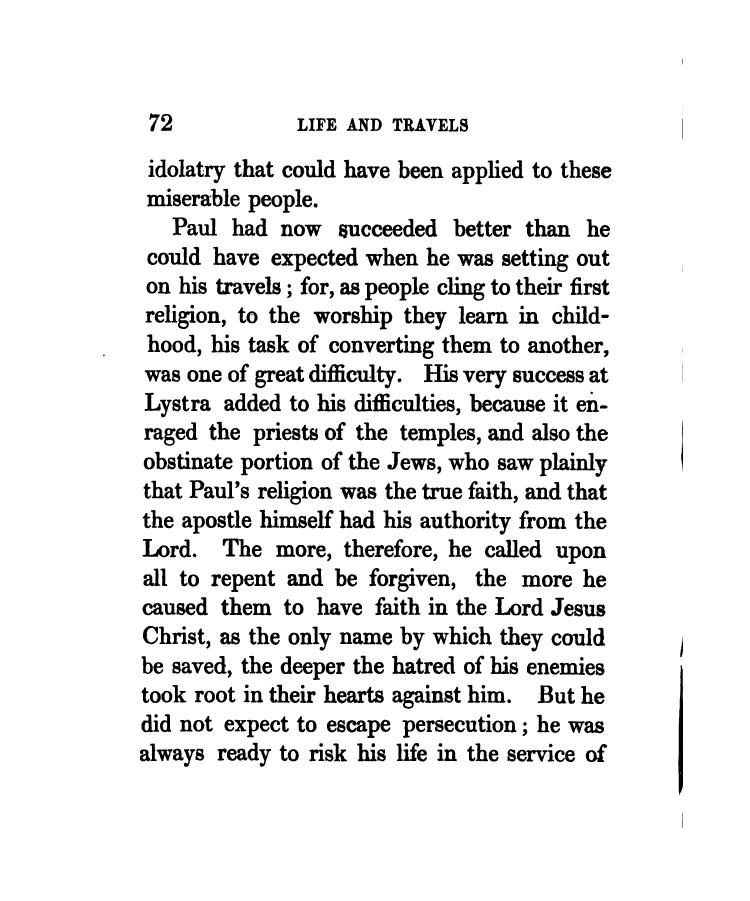 72 LIFE AND TRAVELS
idolatry that could have been applied to these
miserable people.
Paul had now succeeded better than he
could have expected when he was setting out
on his travels; for, as people cling to their first
religion, to the worship they learn in child-
hood, his task of converting them to another,
was one of great difficulty. His very success at
Lystra added to his difficulties, because it en-
raged the priests of the temples, and also the
obstinate portion of the Jews, who saw plainly
that Paul's religion was the true faith, and that
the apostle himself had his authority from the
Lord. The more, therefore, he called upon
all to repent and be forgiven, the more he
caused them to have faith in the Lord Jesus
Christ, as the only name by which they could
be saved, the deeper the hatred of his enemies
took root in their hearts against him. But he
did not expect to escape persecution; he was
always ready to risk his life in the service of